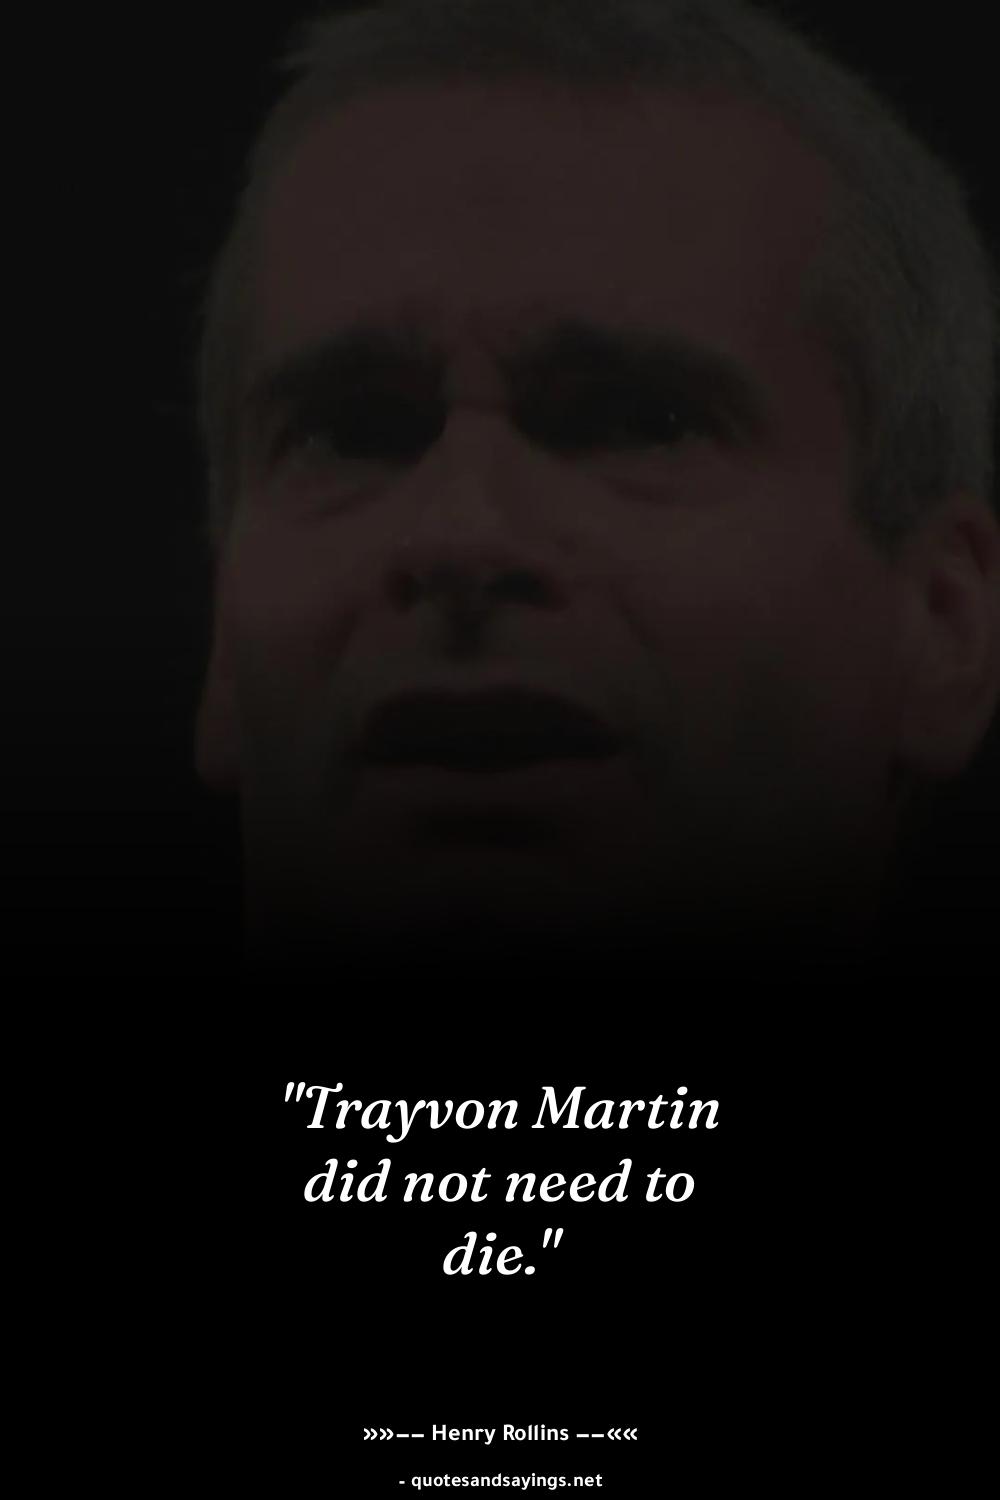 "Trayvon Martin
did not need to
die."
»»−− Henry Rollins −−««
- quotesandsayings.net